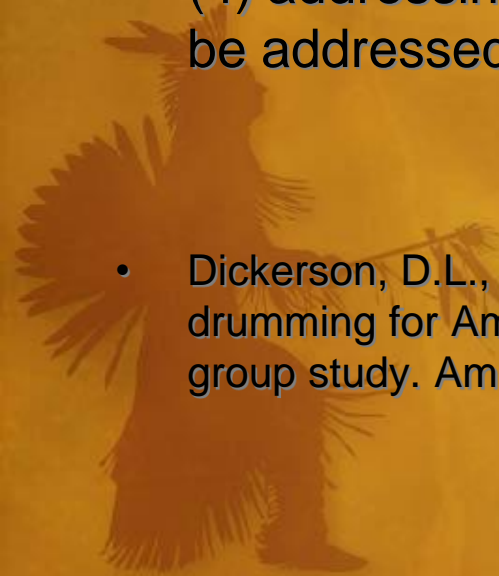 be addressed
• Dickerson, D.L.,
drumming for Am
group study. Am